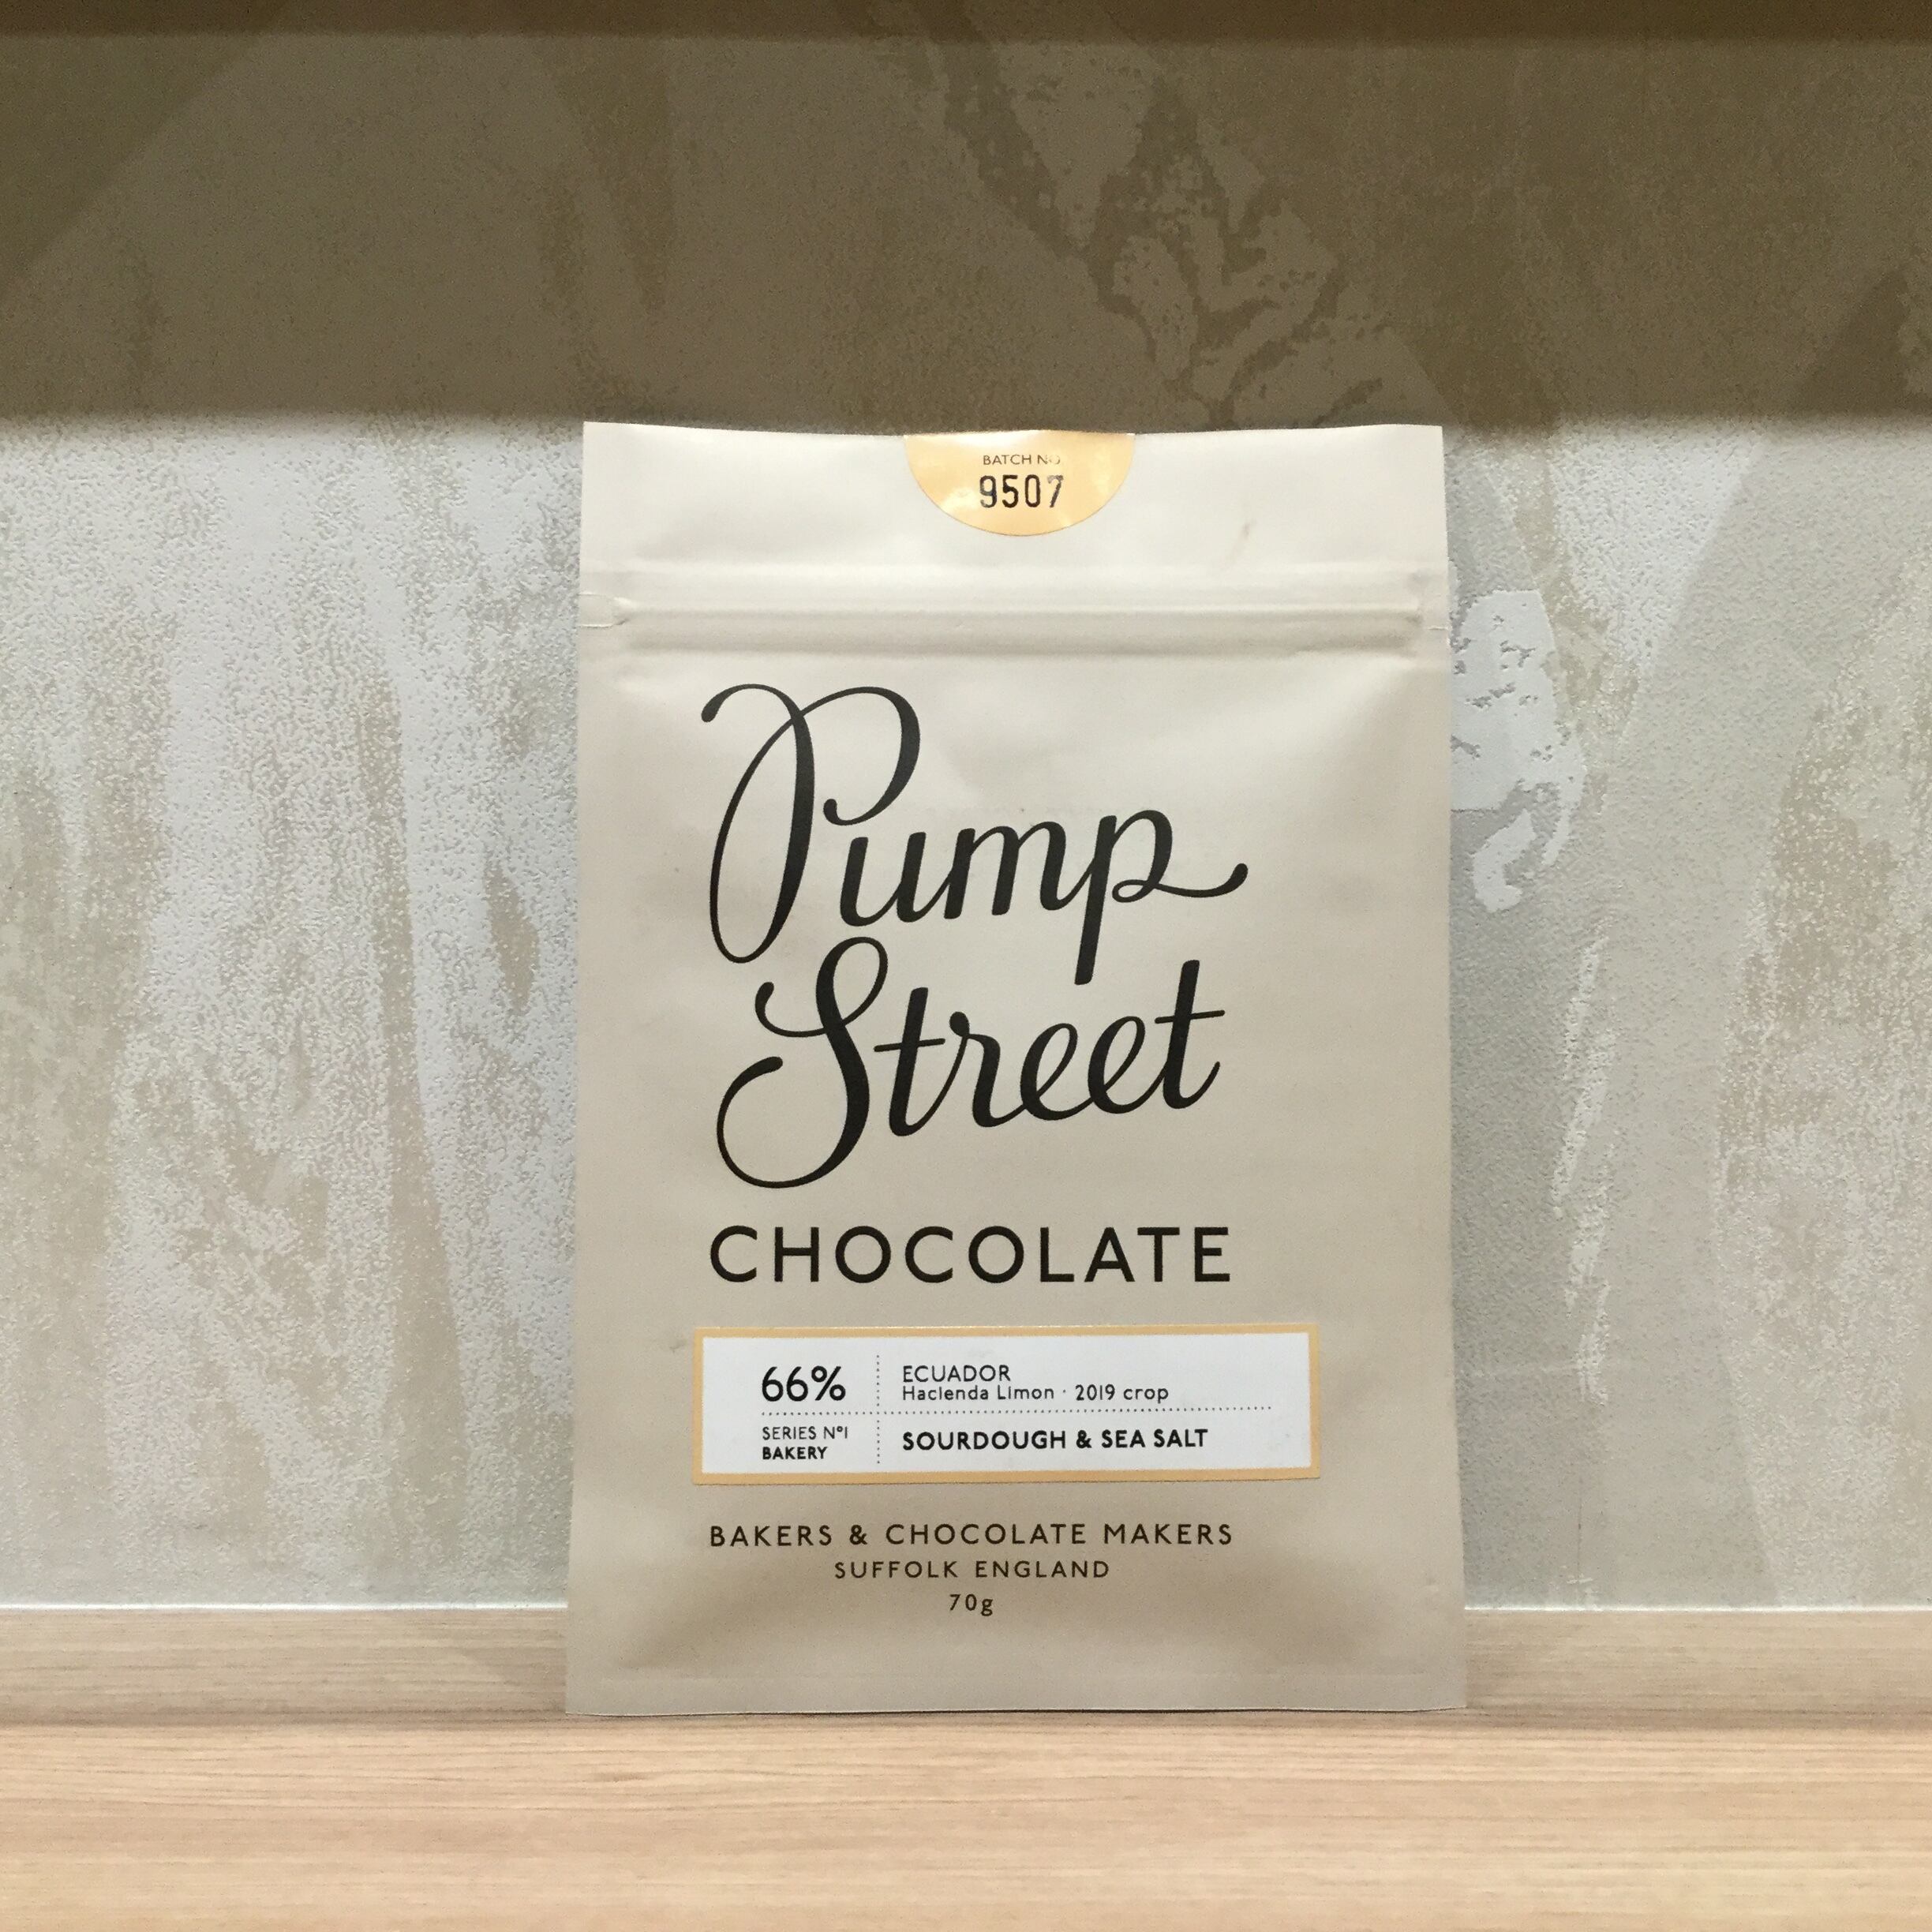 BATCH NO
9507
Pump
Street
CHOCOLATE
66%
ECUADOR
Hacienda Limon · 2019 crop
SERIES Nº1
BAKERY
SOURDOUGH & SEA SALT
BAKERS & CHOCOLATE MAKERS
SUFFOLK ENGLAND
70g